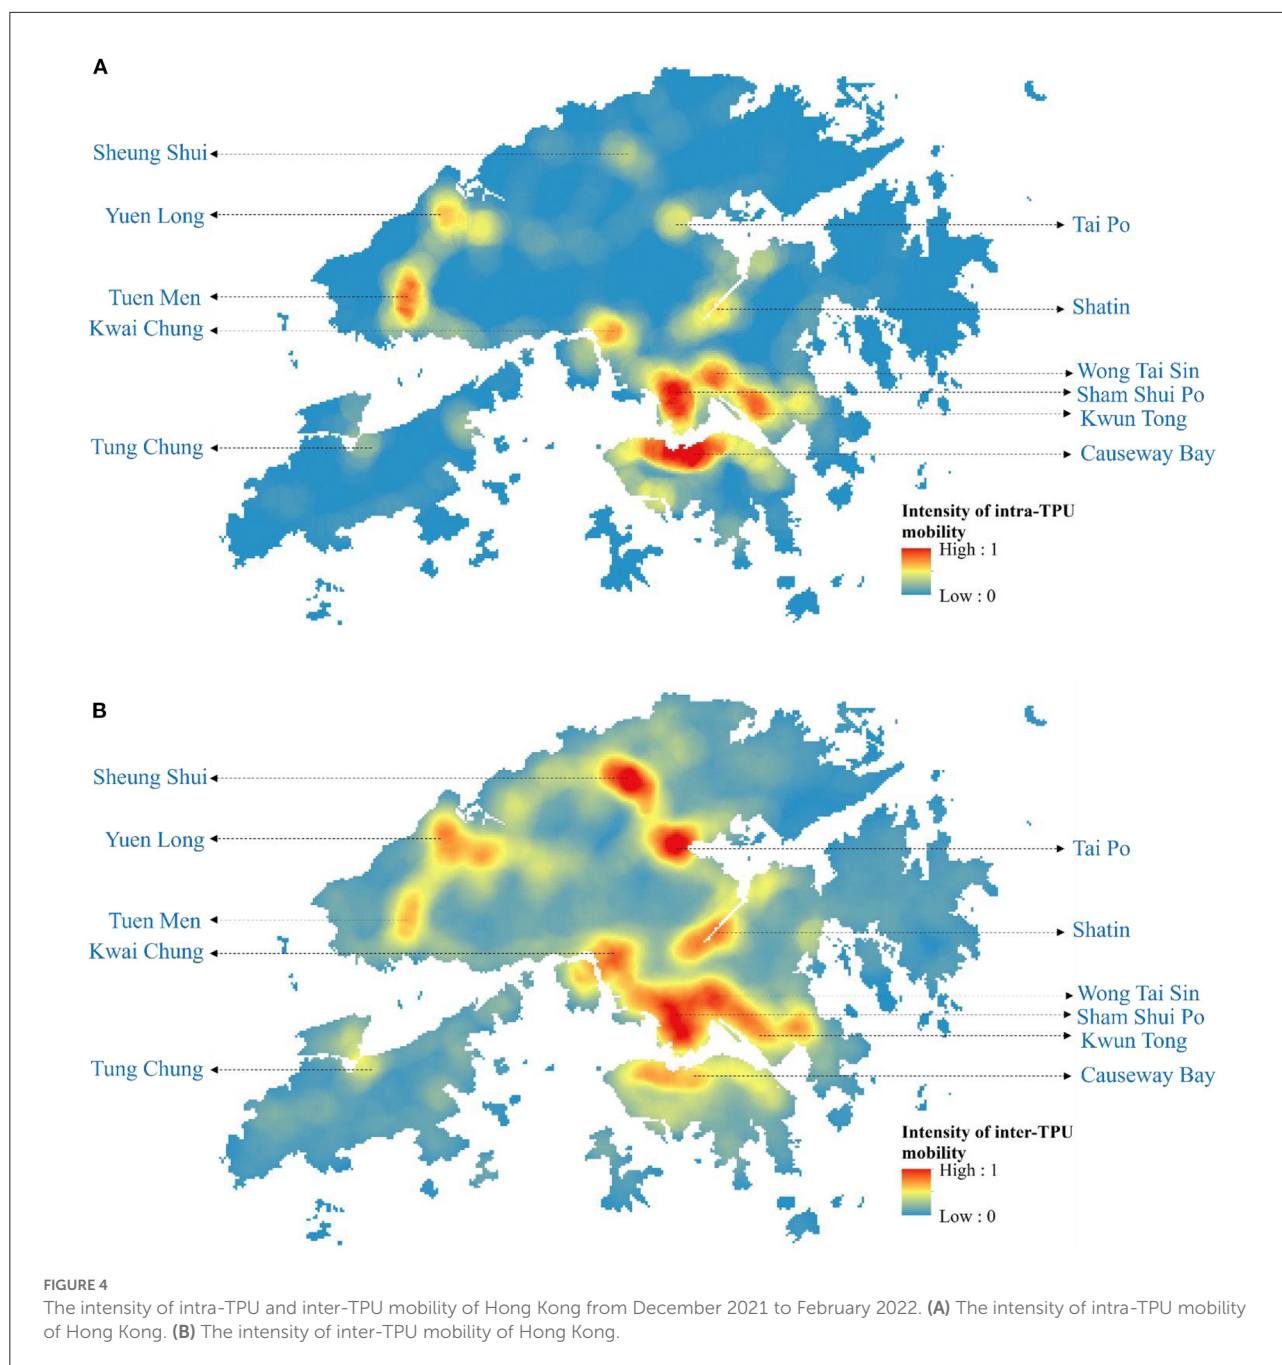 A
Sheung Shui
Yuen Long
Tai Po
Tuen Men
Shatin
Kwai Chung
Wong Tai Sin
Sham Shui Po
Kwun Tong
Tung Chung
Causeway Bay
Intensity of intra-TPU
mobility
High : 1
Low : 0
B
Sheung Shui
Yuen Long
Tai Po
Tuen Men
Shatin
Kwai Chung
Wong Tai Sin
Sham Shui Po
Kwun Tong
Tung Chung
Causeway Bay
Intensity of inter-TPU
mobility
High : 1
Low : 0
FIGURE 4
The intensity of intra-TPU and inter-TPU mobility of Hong Kong from December 2021 to February 2022. (A) The intensity of intra-TPU mobility
of Hong Kong. (B) The intensity of inter-TPU mobility of Hong Kong.